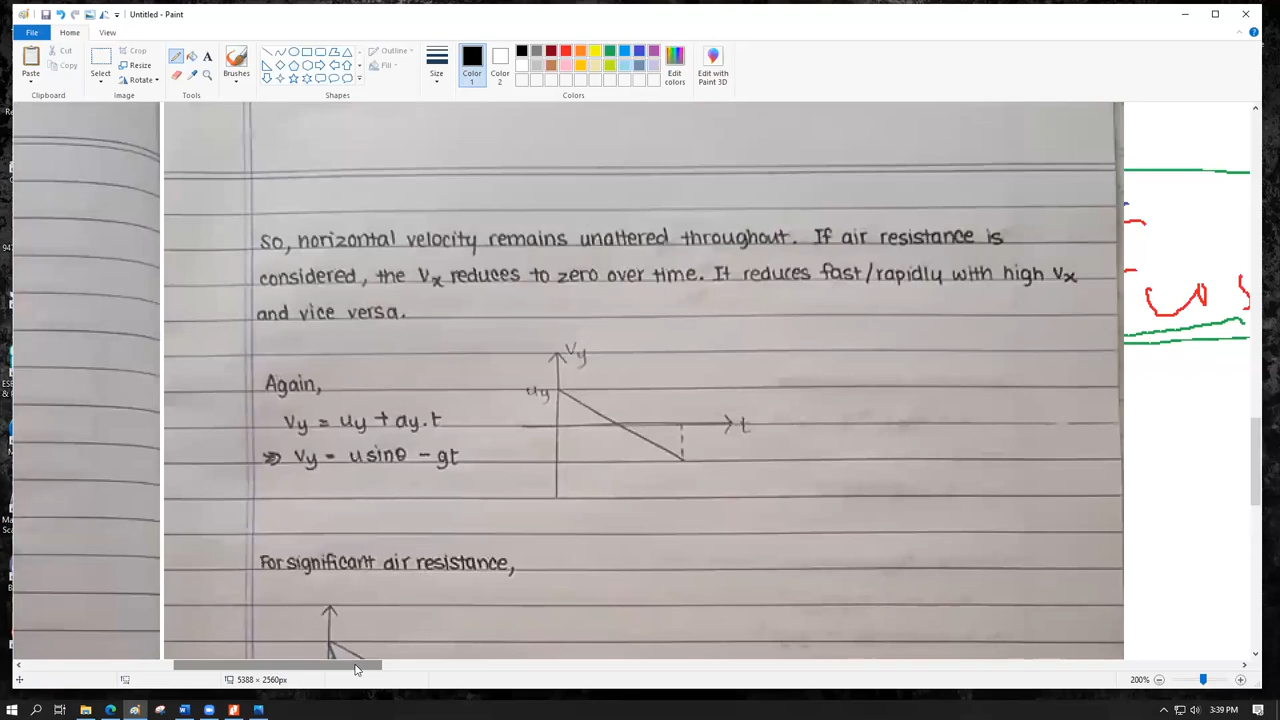 Untitled - Paint
File Home View
Paste
Cut
Copy
Clipboard
Select
Crop
Resize
Rotate
Image
Tools
Brushes
Shapes
Outline
Fill
Size
Color 1
Color 2
Edit colors
Colors
Edit with Paint 3D
So, horizontal velocity remains unaltered throughout. If air resistance is
considered, the Vx reduces to zero over time. It reduces fast/rapidly with high Vx
and vice versa.
Vy
Again,
uy
Vy = uy + ay.t
t
⇒ Vy = usinθ - gt
For significant air resistance,
5388 × 2560px
200%
3:39 PM